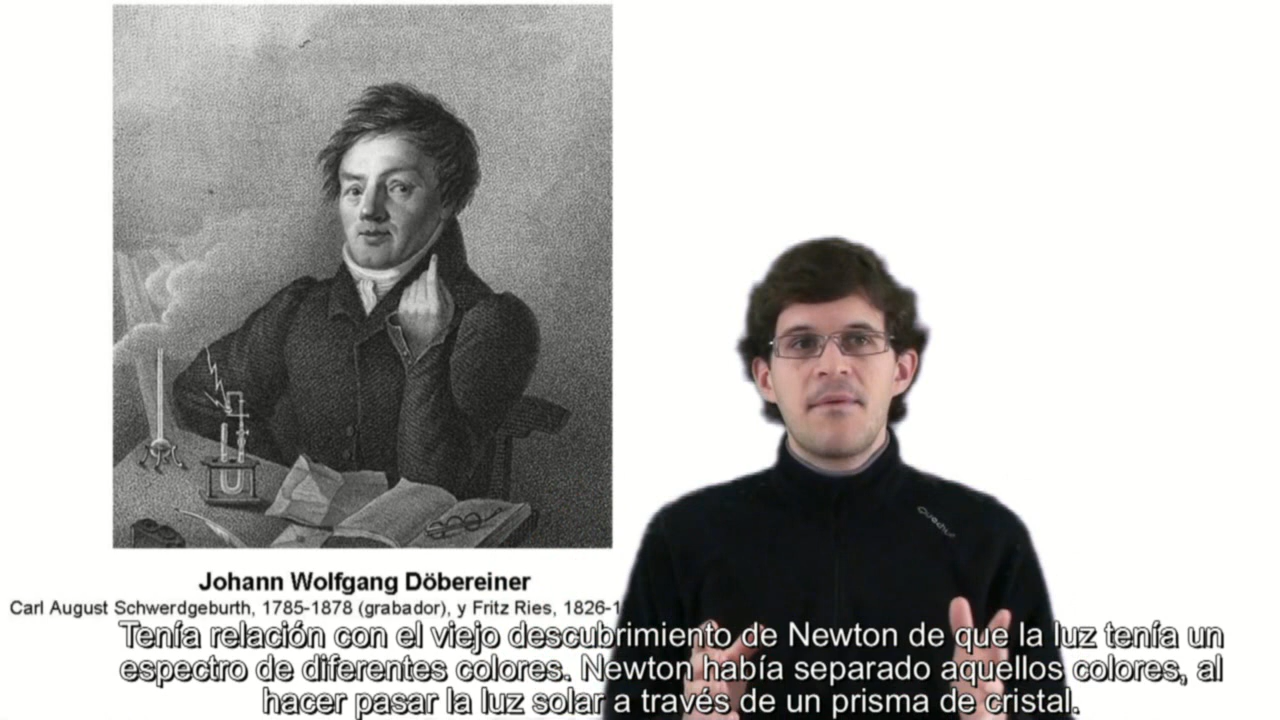 Johann Wolfgang Döbereiner
Carl August Schwerdgeburth, 1785-1878 (grabador), y Fritz Ries, 1826-1
Quechua
Tenía relación con el viejo descubrimiento de Newton de que la luz tenía un
espectro de diferentes colores. Newton había separado aquellos colores, al
hacer pasar la luz solar a través de un prisma de cristal.